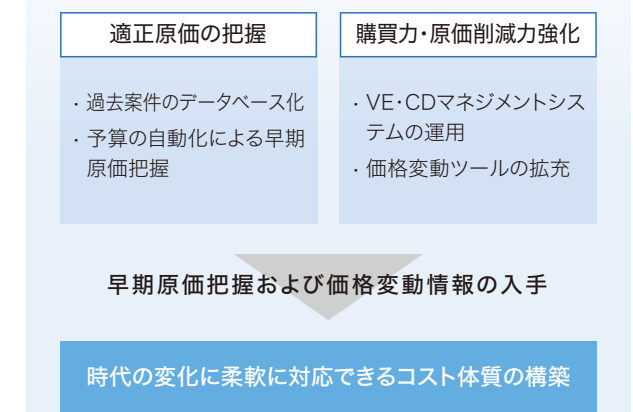 適正原価の把握
・過去案件のデータベース化
・予算の自動化による早期
原価把握
購買力・原価削減力強化
・VE・CDマネジメントシス
テムの運用
・価格変動ツールの拡充
早期原価把握および価格変動情報の入手
時代の変化に柔軟に対応できるコスト体質の構築